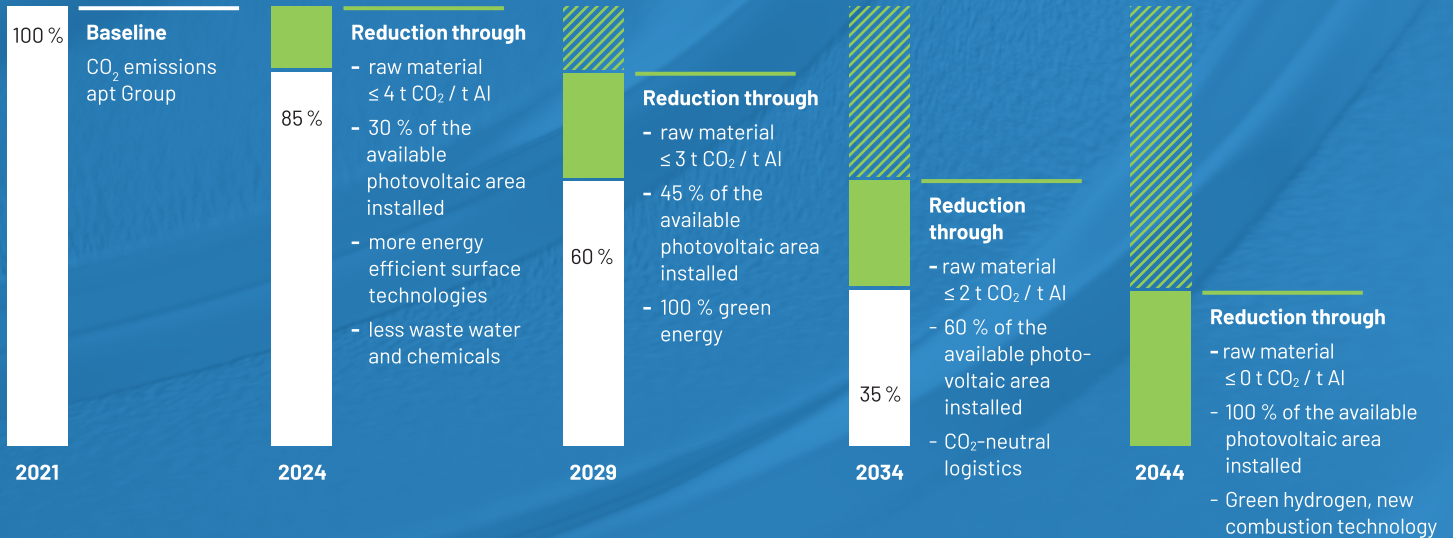 100 %
Baseline
CO₂ emissions
apt Group
2021
85 %
Reduction through
- raw material
≤ 4 t CO₂ / t Al
- 30 % of the
available
photovoltaic area
installed
- more energy
efficient surface
technologies
- less waste water
and chemicals
2024
60 %
Reduction through
- raw material
≤ 3 t CO₂ / t Al
- 45 % of the
available
photovoltaic area
installed
- 100 % green
energy
2029
35 %
Reduction
through
- raw material
≤ 2 t CO₂ / t Al
- 60 % of the
available photo-
voltaic area
installed
- CO₂-neutral
logistics
2034
Reduction through
- raw material
≤ 0 t CO₂ / t Al
- 100 % of the available
photovoltaic area
installed
- Green hydrogen, new
combustion technology
2044